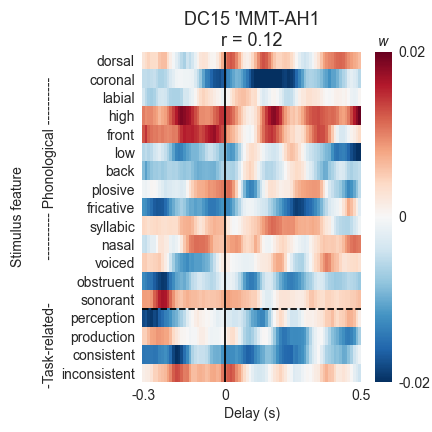 DC15 'MMT-AH1
r = 0.12
w
dorsal
coronal
labial
high
front
low
back
plosive
fricative
syllabic
nasal
voiced
obstruent
sonorant
perception
production
consistent
inconsistent
Stimulus feature
-Task-related- ---------- Phonological ----------
0.02
0
-0.02
-0.3
0
0.5
Delay (s)